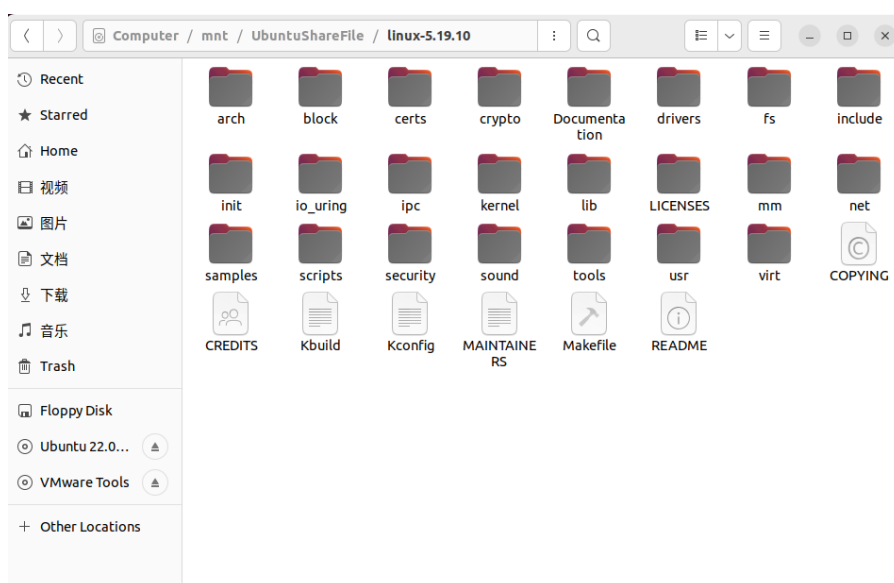 Computer / mnt / UbuntuShareFile / linux-5.19.10
Recent
Starred
Home
视频
图片
文档
下载
音乐
Trash
Floppy Disk
Ubuntu 22.0...
VMware Tools
+ Other Locations
arch block certs crypto Documenta drivers fs include
tion
init io_uring ipc kernel lib LICENSES mm net
samples scripts security sound tools usr virt COPYING
CREDITS Kbuild Kconfig MAINTAINE Makefile README
RS